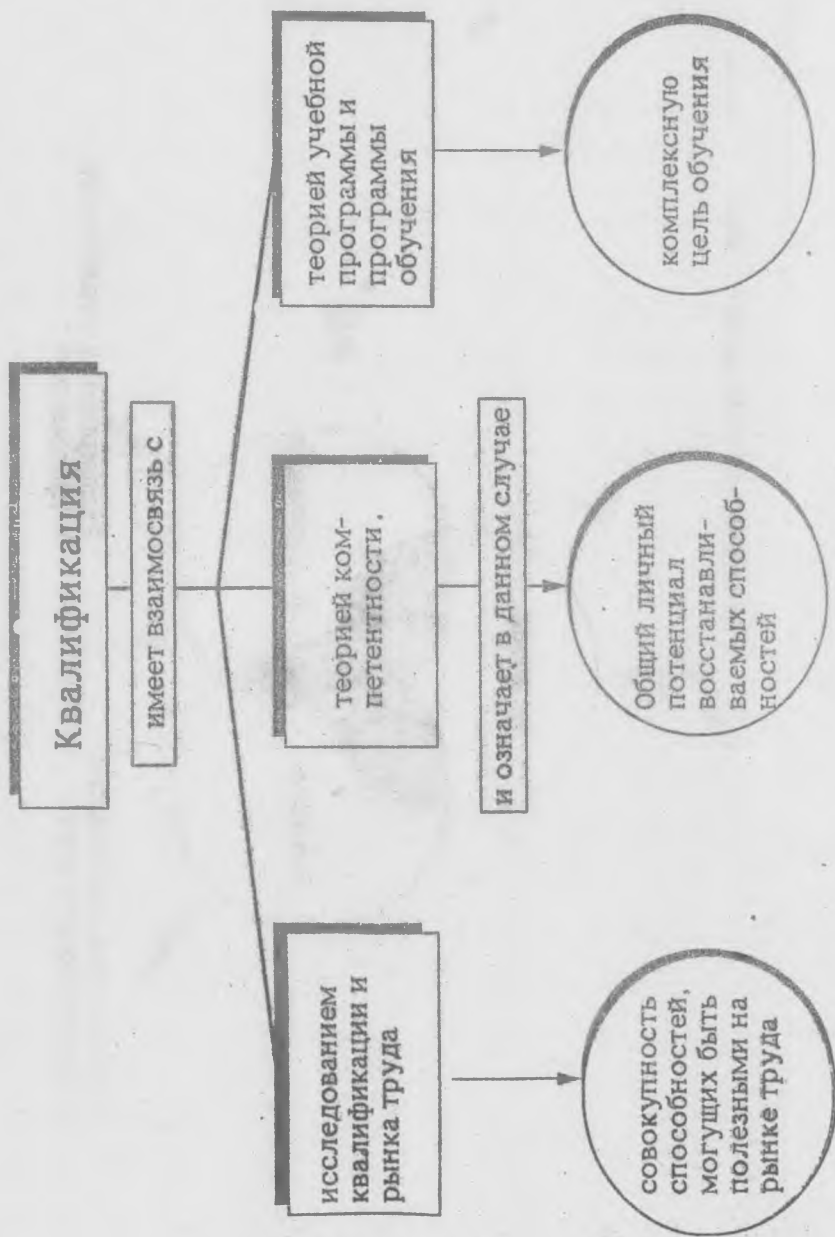 Квалификация
имеет взаимосвязь с
исследованием
квалификации и
рынка труда
теорией ком-
петентности .
теорией учебной
программы и
программы
обучения
и означает в данном случае
совокупность
способностей,
могущих быть
полезными на
рынке труда
Общий личный
потенциал
восстанавли-
ваемых способ-
ностей
комплексную
цель обучения